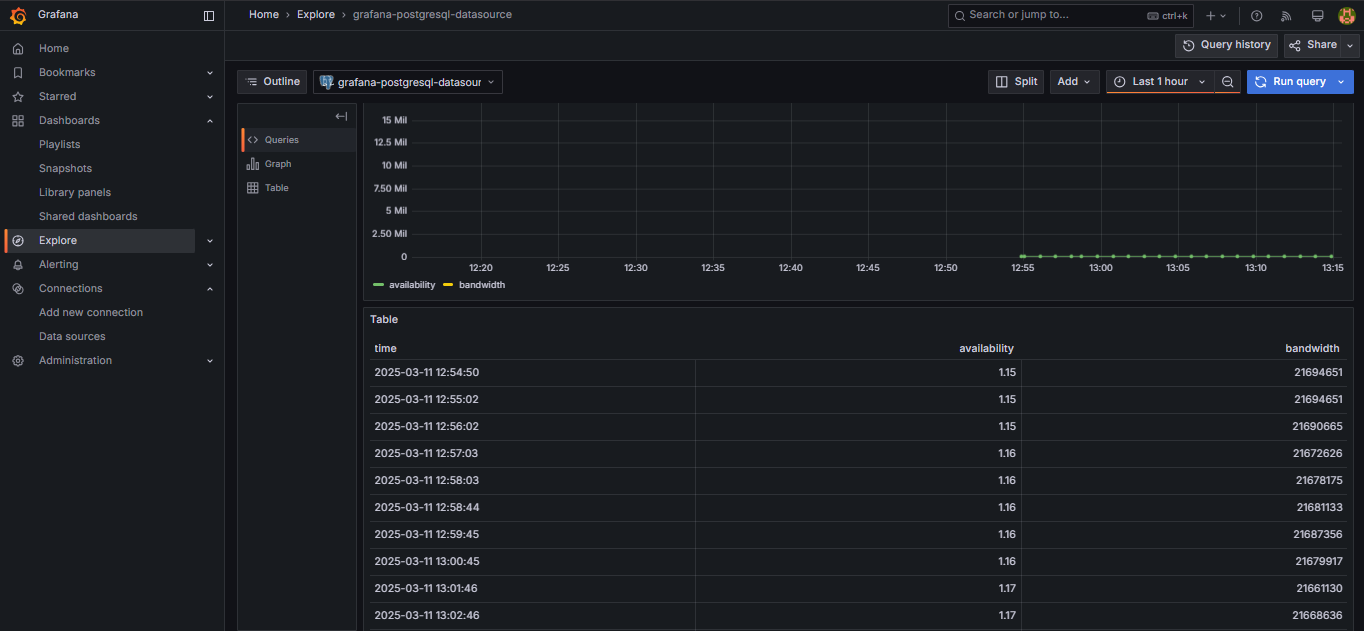 Grafana
Home › Explore › grafana-postgresql-datasource
Search or jump to...
ctrl+k
Query history
Share
Home
Bookmarks
Starred
Dashboards
Playlists
Snapshots
Library panels
Shared dashboards
Explore
Alerting
Connections
Add new connection
Data sources
Administration
Outline
grafana-postgresql-datasour
Split
Add
Last 1 hour
Run query
Queries
Graph
Table
15 Mil
12.5 Mil
10 Mil
7.50 Mil
5 Mil
2.50 Mil
0
12:20 12:25 12:30 12:35 12:40 12:45 12:50 12:55 13:00 13:05 13:10 13:15
availability bandwidth
Table
time availability bandwidth
2025-03-11 12:54:50 1.15 21694651
2025-03-11 12:55:02 1.15 21694651
2025-03-11 12:56:02 1.15 21690665
2025-03-11 12:57:03 1.16 21672626
2025-03-11 12:58:03 1.16 21678175
2025-03-11 12:58:44 1.16 21681133
2025-03-11 12:59:45 1.16 21687356
2025-03-11 13:00:45 1.16 21679917
2025-03-11 13:01:46 1.17 21661130
2025-03-11 13:02:46 1.17 21668636